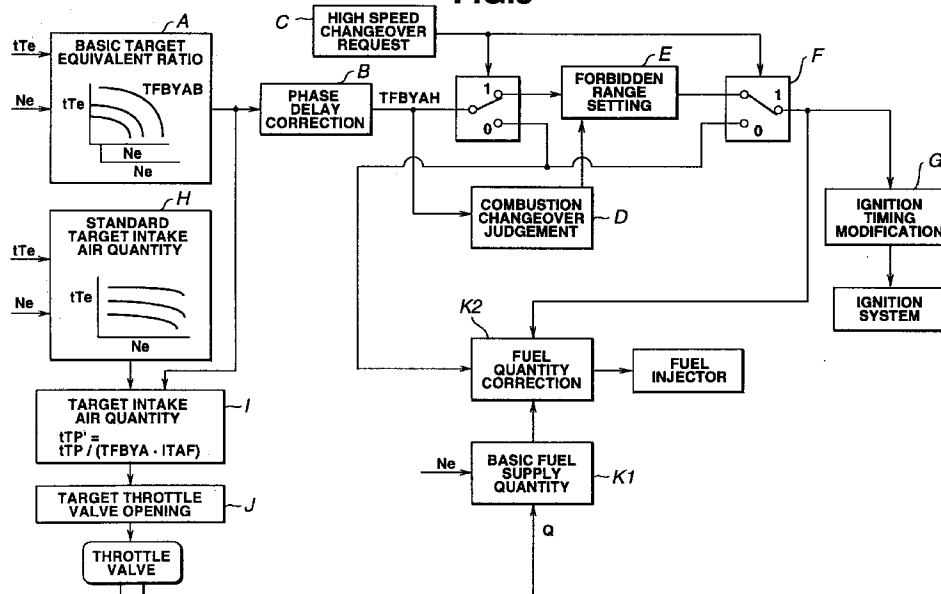 C
HIGH SPEED
CHANGEOVER
REQUEST
A
tTe
BASIC TARGET
EQUIVALENT RATIO
TFBYAB
tTe
Ne
Ne
Ne
B
PHASE
DELAY
CORRECTION
TFBYAH
1
0
E
FORBIDDEN
RANGE
SETTING
F
1
0
COMBUSTION
CHANGEOVER
JUDGEMENT
D
G
IGNITION
TIMING
MODIFICATION
IGNITION
SYSTEM
H
STANDARD
TARGET INTAKE
AIR QUANTITY
tTe
Ne
tTe
Ne
K2
FUEL
QUANTITY
CORRECTION
FUEL
INJECTOR
TARGET INTAKE
AIR QUANTITY
tTP' =
tTP / (TFBYA · ITAF)
I
Ne
BASIC FUEL
SUPPLY
QUANTITY
K1
Q
TARGET THROTTLE
VALVE OPENING
J
THROTTLE
VALVE